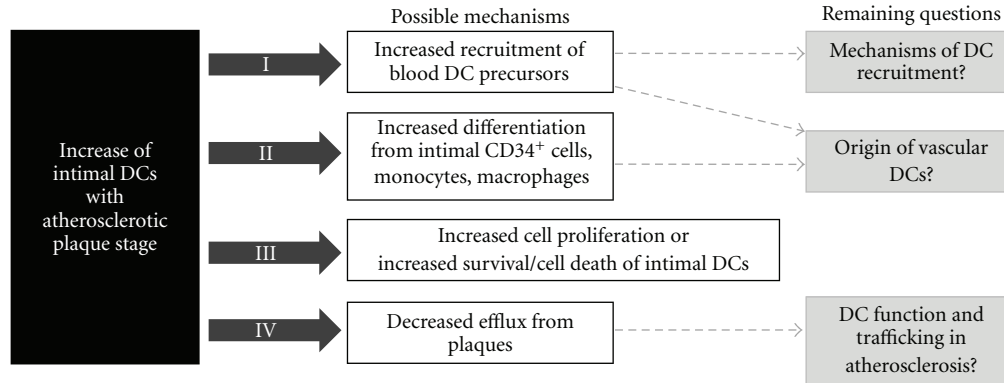 Possible mechanisms
Remaining questions
Increase of
intimal DCs
with
atherosclerotic
plaque stage
I
Increased recruitment of
blood DC precursors
Mechanisms of DC
recruitment?
II
Increased differentiation
from intimal CD34⁺ cells,
monocytes, macrophages
Origin of vascular
DCs?
III
Increased cell proliferation or
increased survival/cell death of intimal DCs
IV
Decreased efflux from
plaques
DC function and
trafficking in
atherosclerosis?